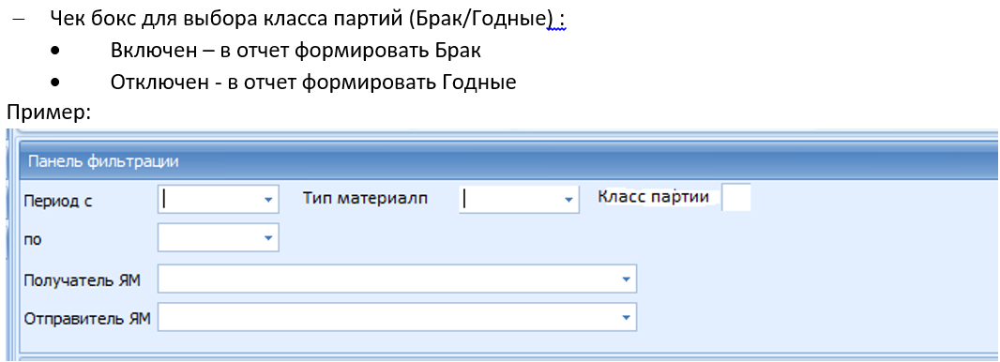 – Чек бокс для выбора класса партий (Брак/Годные) :
• Включен – в отчет формировать Брак
• Отключен - в отчет формировать Годные
Пример:
Панель фильтрации
Период с Тип материалп Класс партии
по
Получатель ЯМ
Отправитель ЯМ